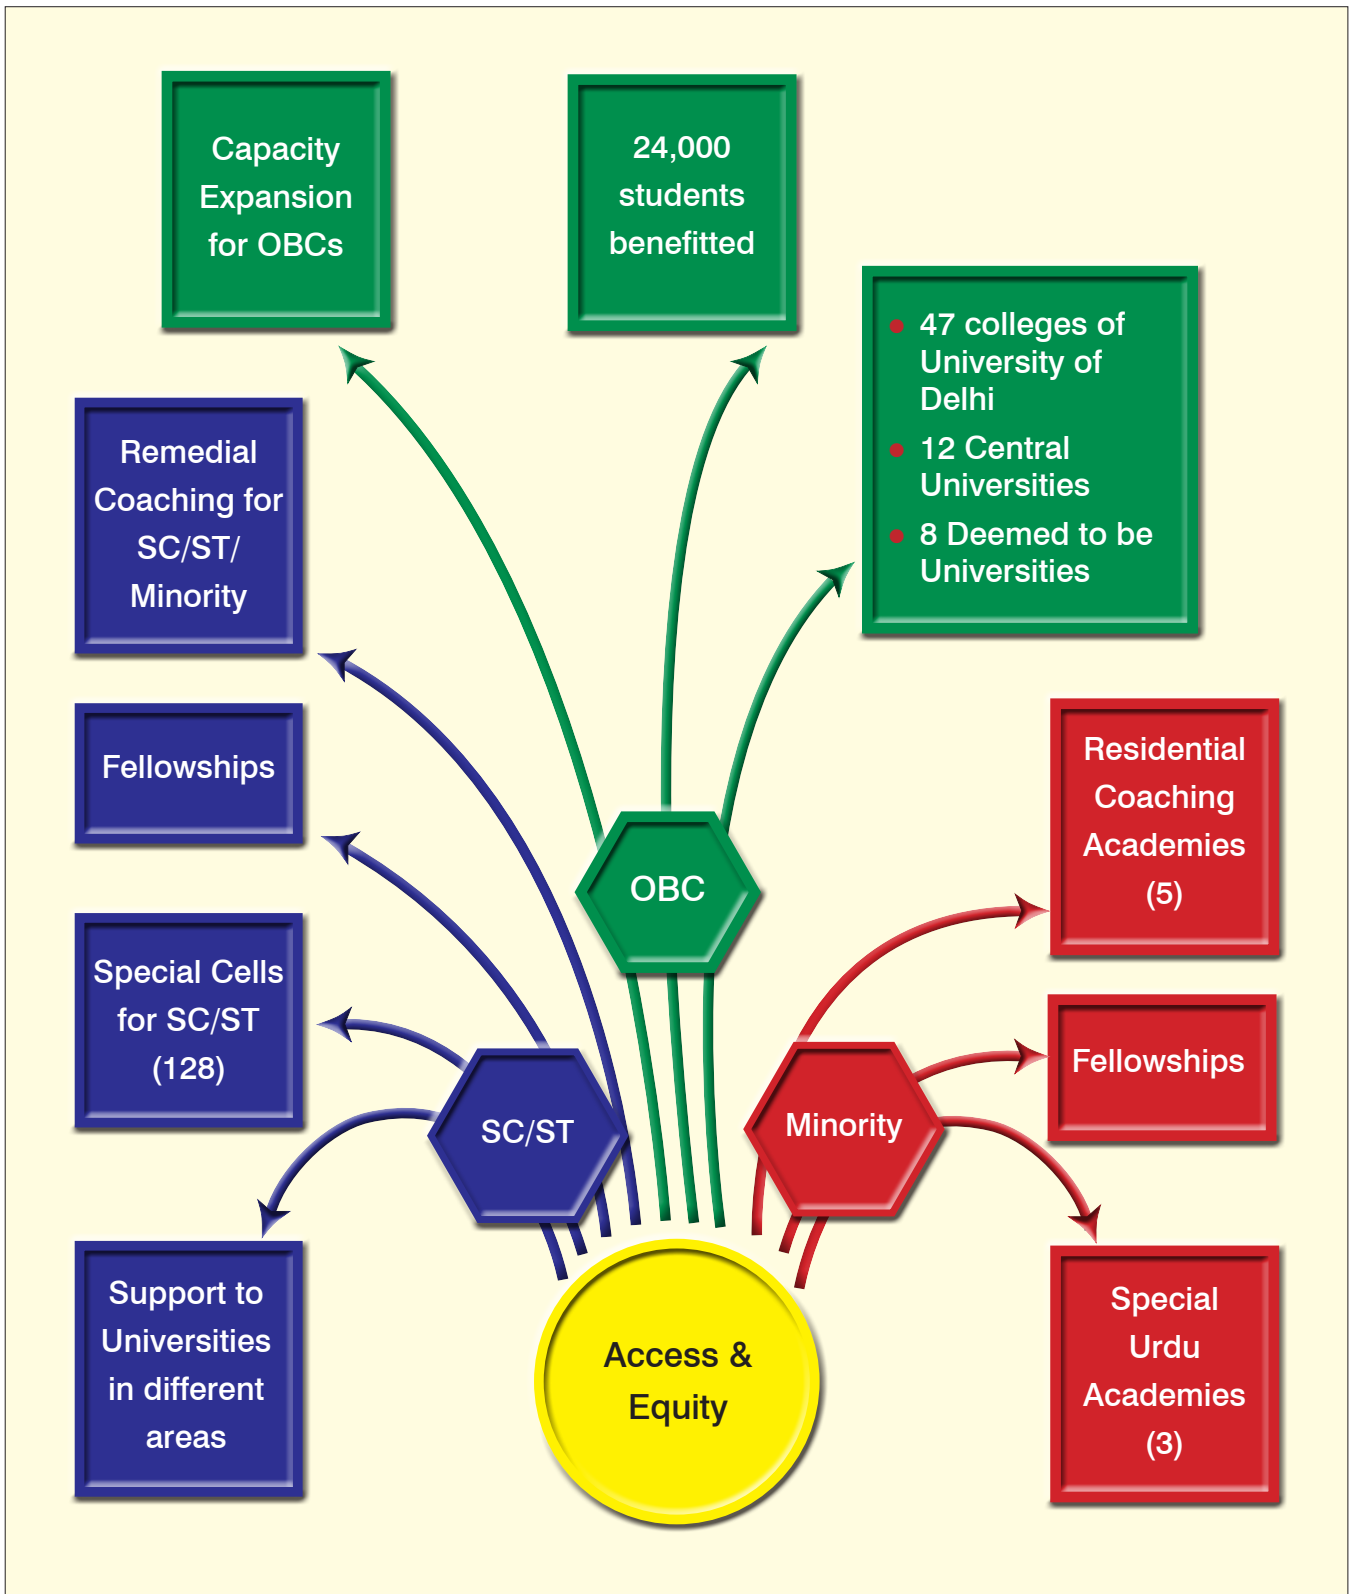 Capacity
Expansion
for OBCs
24,000
students
benefitted
• 47 colleges of
University of
Delhi
• 12 Central
Universities
• 8 Deemed to be
Universities
Remedial
Coaching for
SC/ST/
Minority
Fellowships
Special Cells
for SC/ST
(128)
Support to
Universities
in different
areas
OBC
SC/ST
Minority
Residential
Coaching
Academies
(5)
Fellowships
Special
Urdu
Academies
(3)
Access &
Equity